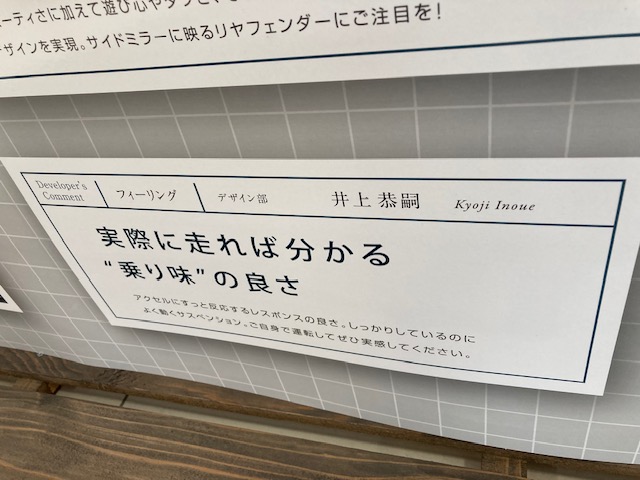 ーティさに加えて遊び心や
デザインを実現。サイドミラーに映るリヤフェンダーにご注目を!
Developer's
Comment
フィーリング
デザイン部
井上 恭嗣
Kyoji Inoue
実際に走れば分かる
“乗り味”の良さ
アクセルにすっと反応するレスポンスの良さ。しっかりしているのに
よく動くサスペンション。ご自身で運転してぜひ実感してください。